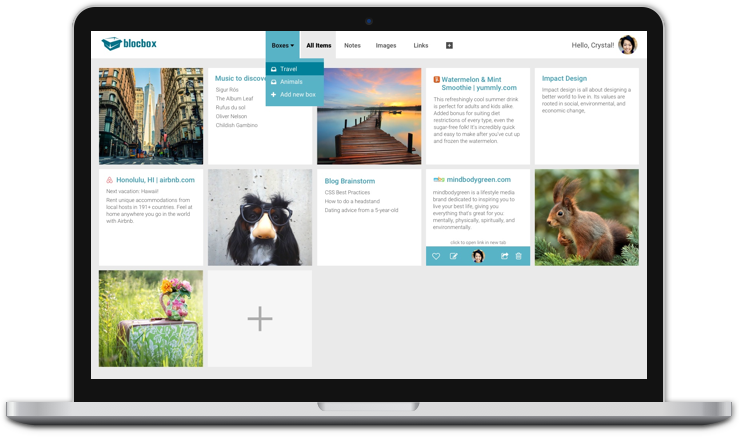 blocbox
Boxes
All Items
Notes
Images
Links
Hello, Crystal!
Travel
Animals
Add new box
Music to discove
Sigur Rós
The Album Leaf
Rufus du sol
Oliver Nelson
Childish Gambino
Watermelon & Mint
Smoothie | yummly.com
This refreshingly cool summer drink
is perfect for adults and kids alike.
Added bonus for suiting diet
restrictions of every type, even the
sugar-free folk! It's incredibly quick
and easy to make after you've cut up
and frozen the watermelon
Impact Design
Impact design is all about designing a
better world to live in. Its values are
rooted in social, environmental, and
economic change,
Honolulu, HI | airbnb.com
Next vacation: Hawaii!
Rent unique accommodations from
local hosts in 191+ countries. Feel at
home anywhere you go in the world
with Airbnb.
Blog Brainstorm
CSS Best Practices
How to do a headstand
Dating advice from a 5-year-old
mindbodygreen.com
mindbodygreen is a lifestyle media
brand dedicated to inspiring you to
live your best life, giving you
everything that's great for you
mentally, physically, spiritually, and
environmentally.
click to open link in new tab